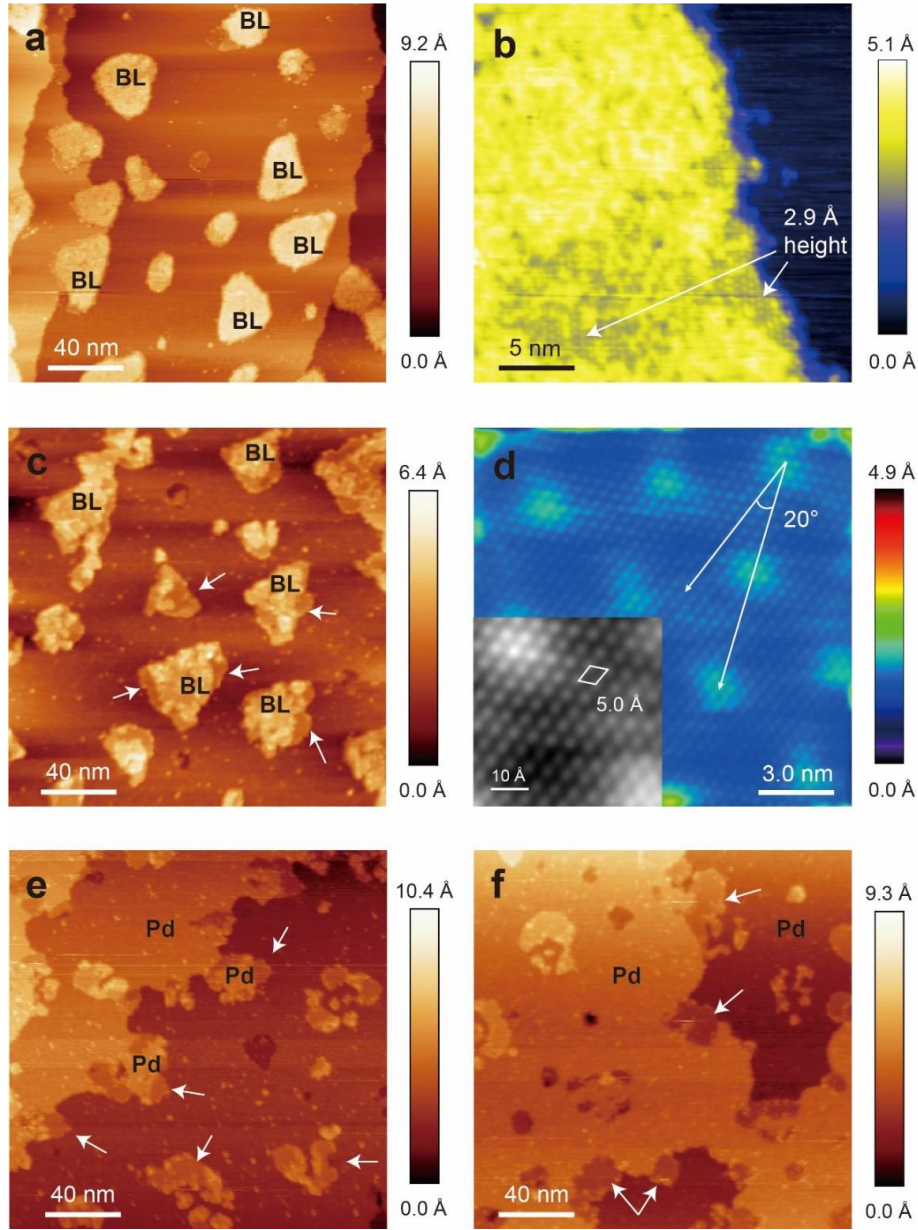 a
BL
BL
BL
BL
BL
BL
40 nm
9.2 Å
0.0 Å
b
2.9 Å
height
5 nm
5.1 Å
0.0 Å
c
BL
BL
BL
BL
BL
40 nm
6.4 Å
0.0 Å
d
20°
5.0 Å
10 Å
3.0 nm
4.9 Å
0.0 Å
e
Pd
Pd
Pd
40 nm
10.4 Å
0.0 Å
f
Pd
Pd
40 nm
9.3 Å
0.0 Å